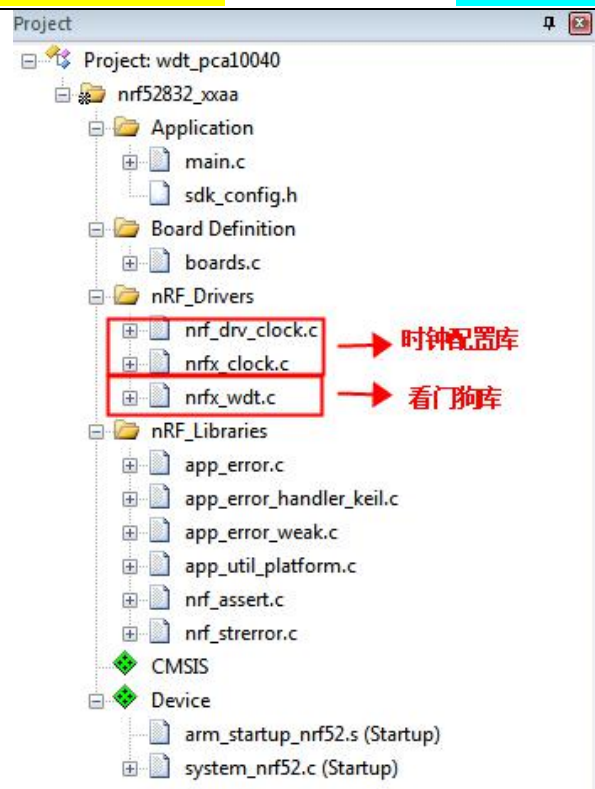 Project
Project: wdt_pca10040
nrf52832_xxaa
Application
main.c
sdk_config.h
Board Definition
boards.c
nRF_Drivers
nrf_drv_clock.c
时钟配置库
nrfx_clock.c
nrfx_wdt.c
看门狗库
nRF_Libraries
app_error.c
app_error_handler_keil.c
app_error_weak.c
app_util_platform.c
nrf_assert.c
nrf_strerror.c
CMSIS
Device
arm_startup_nrf52.s (Startup)
system_nrf52.c (Startup)